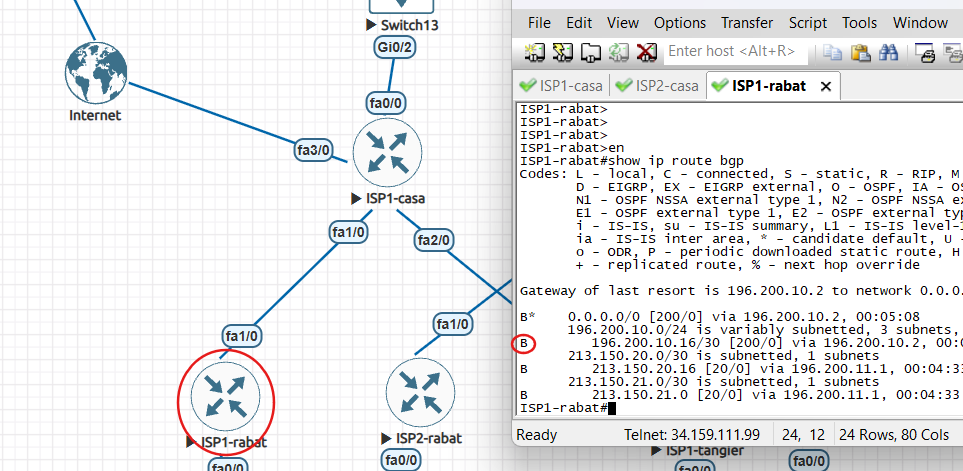 Switch13
Gi0/2
fa0/0
Internet
fa3/0
ISP1-casa
fa1/0
fa2/0
fa1/0
fa1/0
ISP1-rabat
ISP2-rabat
fa0/0
fa0/0
File Edit View Options Transfer Script Tools Window
Enter host <Alt+R>
ISP1-casa ISP2-casa ISP1-rabat
ISP1-rabat>
ISP1-rabat>
ISP1-rabat>
ISP1-rabat>en
ISP1-rabat#show ip route bgp
Codes: L - local, C - connected, S - static, R - RIP, M
D - EIGRP, EX - EIGRP external, O - OSPF, IA - OS
N1 - OSPF NSSA external type 1, N2 - OSPF NSSA e
E1 - OSPF external type 1, E2 - OSPF external typ
i - IS-IS, su - IS-IS summary, L1 - IS-IS level-
ia - IS-IS inter area, * - candidate default, U -
o - ODR, P - periodic downloaded static route, H
+ - replicated route, % - next hop override
Gateway of last resort is 196.200.10.2 to network 0.0.0.
B* 0.0.0.0/0 [200/0] via 196.200.10.2, 00:05:08
196.200.10.0/24 is variably subnetted, 3 subnets,
B 196.200.10.16/30 [200/0] via 196.200.10.2, 00:0
213.150.20.0/30 is subnetted, 1 subnets
B 213.150.20.16 [20/0] via 196.200.11.1, 00:04:33
213.150.21.0/30 is subnetted, 1 subnets
B 213.150.21.0 [20/0] via 196.200.11.1, 00:04:33
ISP1-rabat#
Ready Telnet: 34.159.111.99 24, 12 24 Rows, 80 Cols
ISP1-tangier
fa0/0
fa0/0